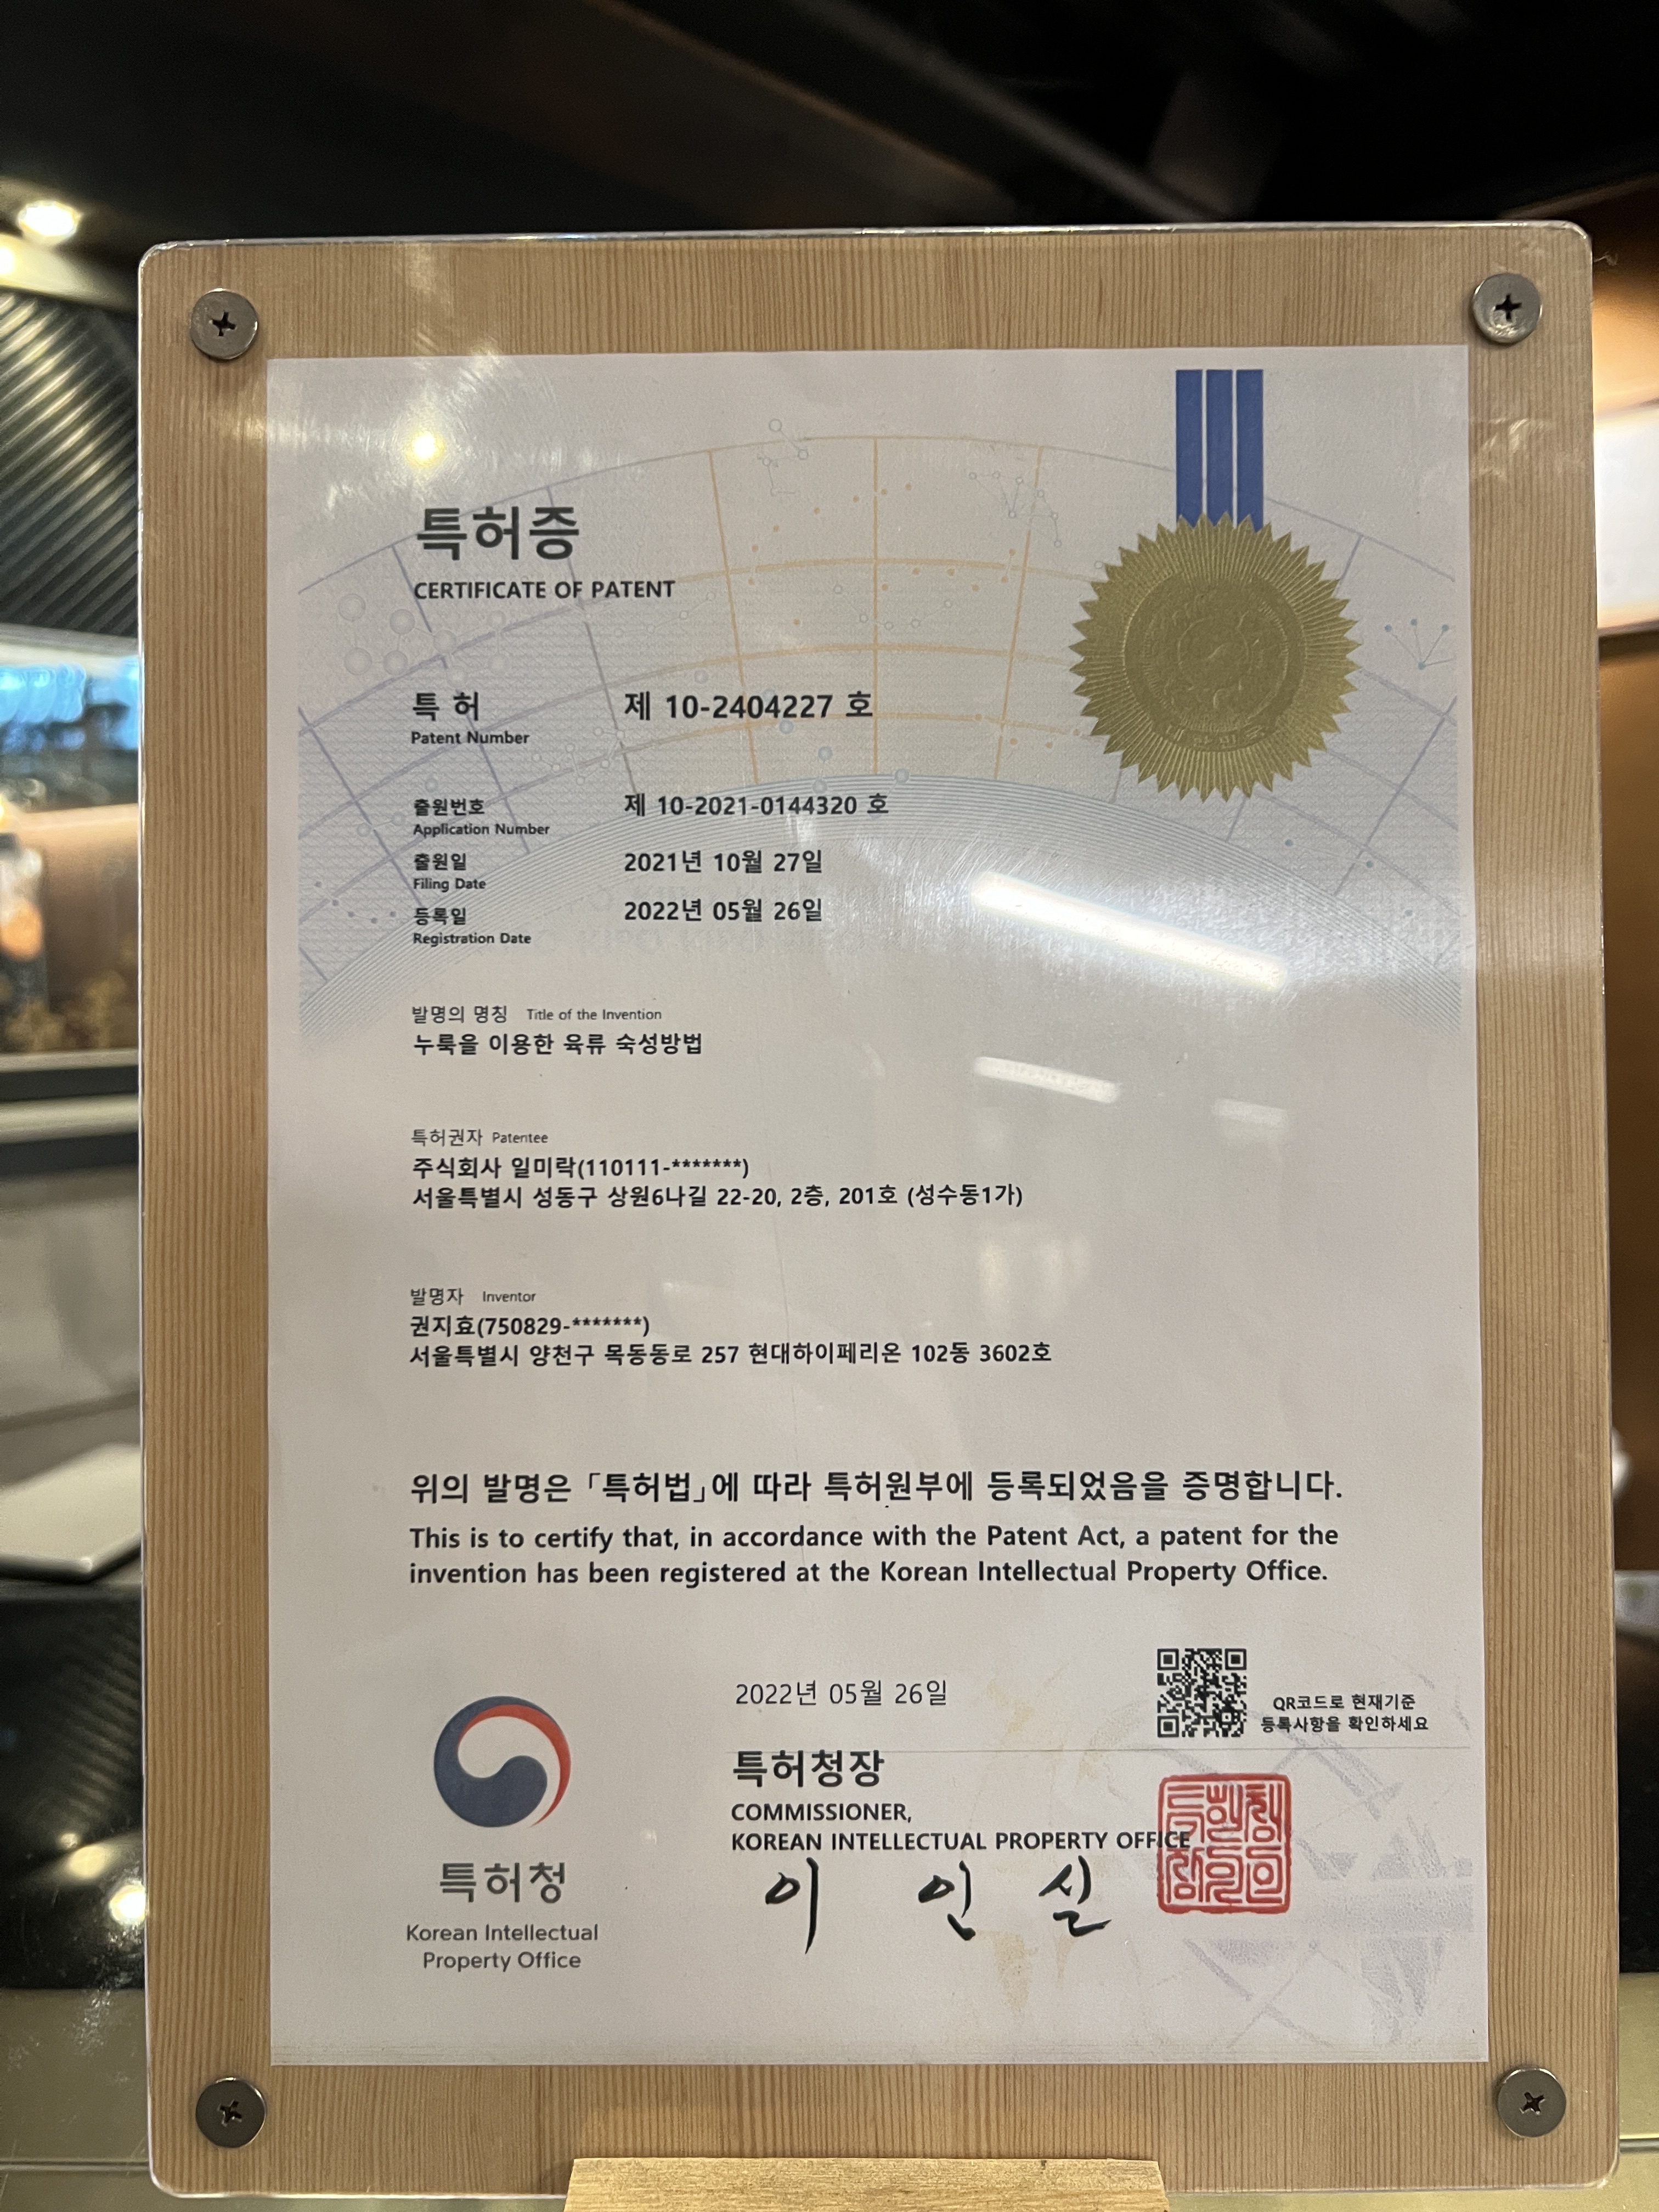 특허증
CERTIFICATE OF PATENT
특 허 제 10-2404227 호
Patent Number
출원번호 제 10-2021-0144320 호
Application Number
출원일 2021년 10월 27일
Filing Date
등록일 2022년 05월 26일
Registration Date
발명의 명칭 Title of the Invention
누룩을 이용한 육류 숙성방법
특허권자 Patentee
주식회사 일미락(110111-*******)
서울특별시 성동구 상원6나길 22-20, 2층, 201호 (성수동1가)
발명자 Inventor
권지효(750829-*******)
서울특별시 양천구 목동동로 257 현대하이페리온 102동 3602호
위의 발명은 「특허법」에 따라 특허원부에 등록되었음을 증명합니다.
This is to certify that, in accordance with the Patent Act, a patent for the
invention has been registered at the Korean Intellectual Property Office.
2022년 05월 26일
QR코드로 현재기준
등록사항을 확인하세요
특허청장
COMMISSIONER,
KOREAN INTELLECTUAL PROPERTY OFFICE
이 인 실
특허청
Korean Intellectual
Property Office